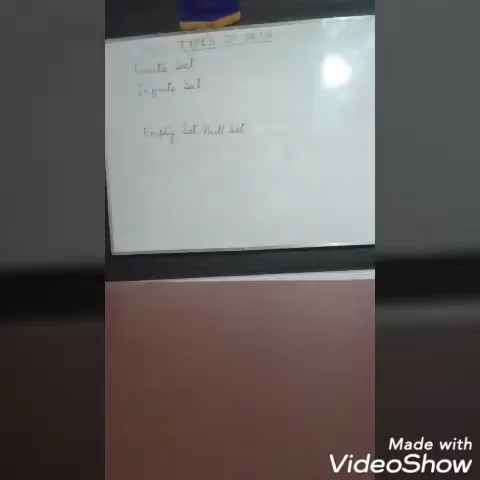 TYPES OF SETS
Finite Set
Infinite Set
Empty Set Null Set
Made with
VideoShow